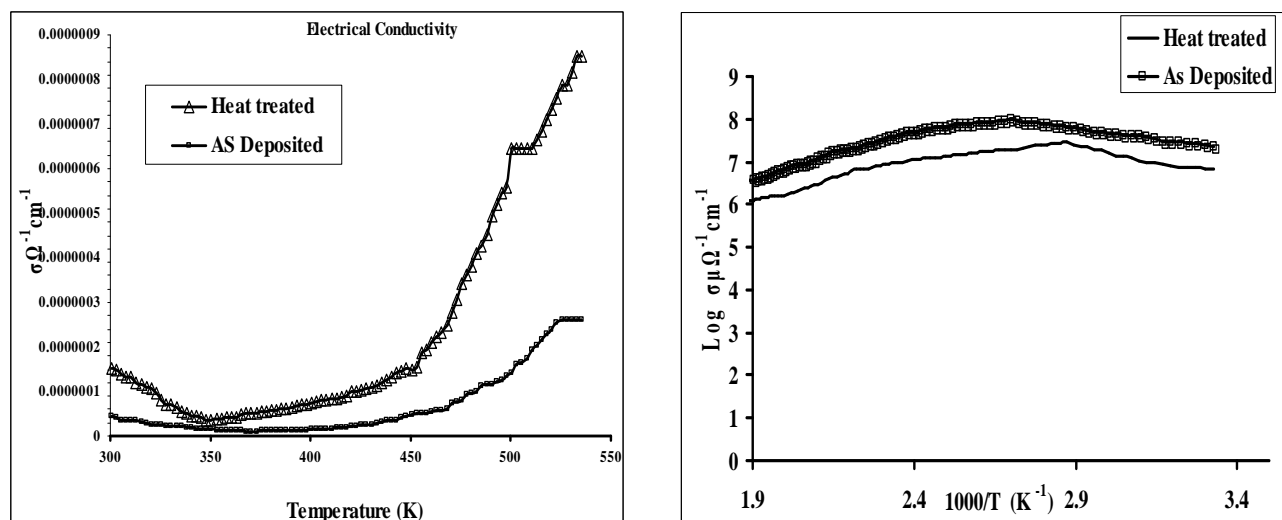 Electrical Conductivity
0.0000009
0.0000008
0.0000007
0.0000006
0.0000005
0.0000004
0.0000003
0.0000002
0.0000001
0
σΩ⁻¹cm⁻¹
Heat treated
AS Deposited
300 350 400 450 500 550
Temperature (K)
Heat treated
As Deposited
9
8
7
6
5
4
3
2
1
0
Log σμΩ⁻¹cm⁻¹
1.9 2.4 2.9 3.4
1000/T (K⁻¹)